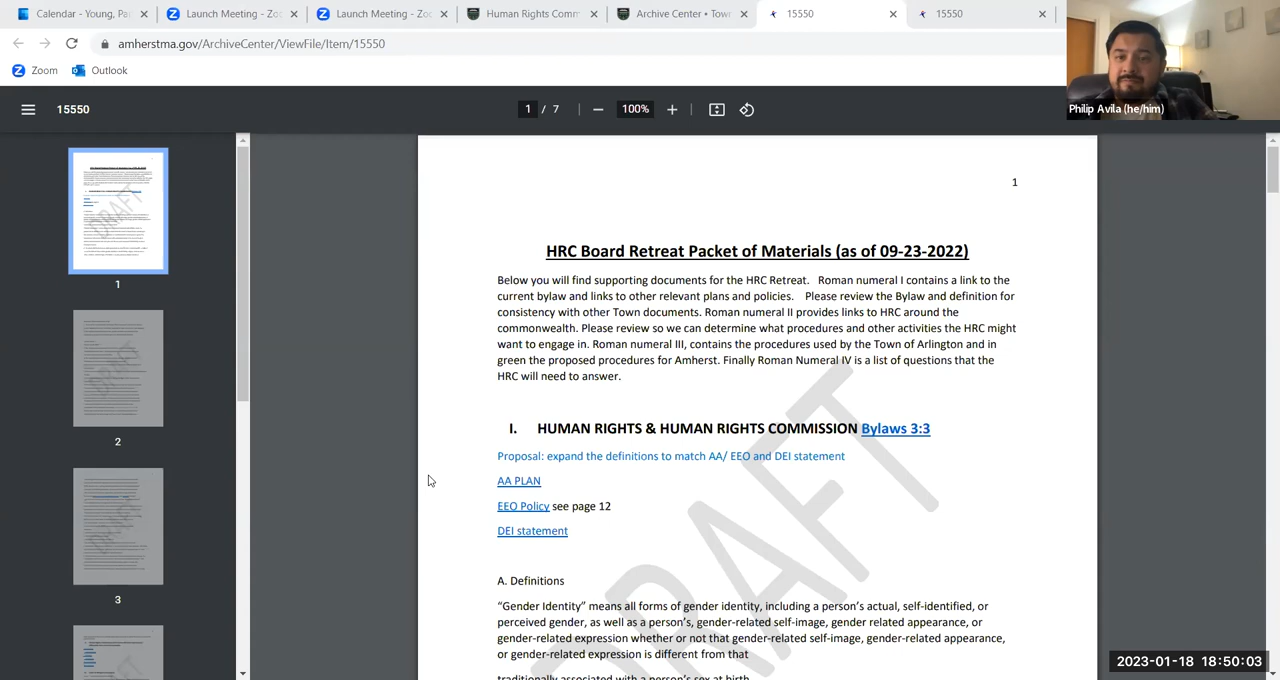 Calendar - Young, Pa
Launch Meeting - Zo
Launch Meeting - Zo
Human Rights Comm
Archive Center • Town
15550
15550
amherstma.gov/ArchiveCenter/ViewFile/Item/15550
Zoom
Outlook
Philip Avila (he/him)
15550
1 / 7
100%
1
2
3
1
HRC Board Retreat Packet of Materials (as of 09-23-2022)
Below you will find supporting documents for the HRC Retreat. Roman numeral I contains a link to the
current bylaw and links to other relevant plans and policies. Please review the Bylaw and definition for
consistency with other Town documents. Roman numeral II provides links to HRC around the
commonwealth. Please review so we can determine what procedures and other activities the HRC might
want to engage in. Roman numeral III, contains the procedures used by the Town of Arlington and in
green the proposed procedures for Amherst. Finally Roman Numeral IV is a list of questions that the
HRC will need to answer.
I. HUMAN RIGHTS & HUMAN RIGHTS COMMISSION Bylaws 3:3
Proposal: expand the definitions to match AA/ EEO and DEI statement
AA PLAN
EEO Policy see page 12
DEI statement
A. Definitions
“Gender Identity” means all forms of gender identity, including a person’s actual, self-identified, or
perceived gender, as well as a person’s, gender-related self-image, gender related appearance, or
gender-related expression whether or not that gender-related self-image, gender-related appearance,
or gender-related expression is different from that
traditionally associated with a person’s sex at birth
DRAFT
2023-01-18 18:50:03